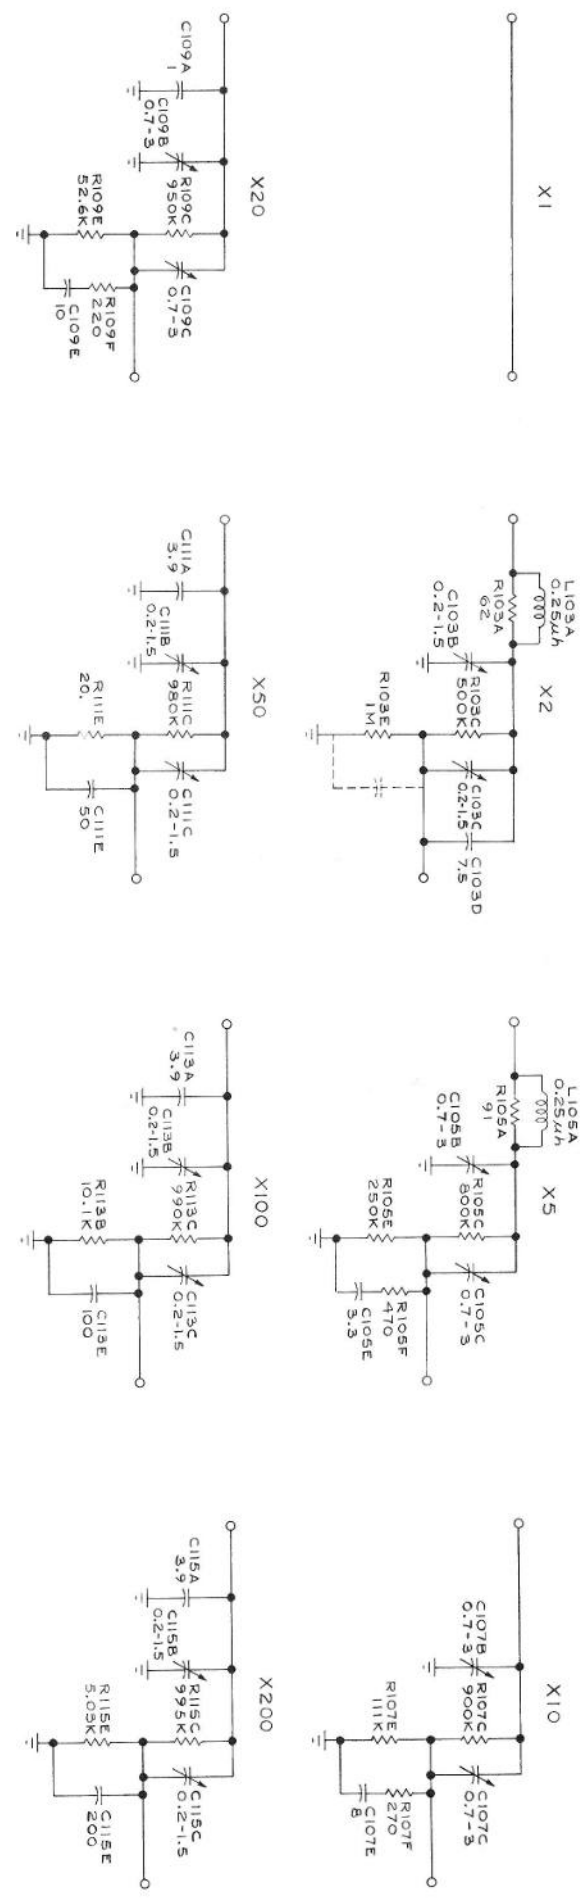 X1
X2
L103A
0.25µh
R103A
62
C103B
0.2-1.5
R103C
500K
C103C
0.2-1.5
C103D
7.5
R103E
1M
X5
L105A
0.25µh
R105A
91
C105B
0.7-3
R105C
800K
C105C
0.7-3
R105E
250K
R105F
470
C105E
3.3
X10
C107B
0.7-3
R107C
900K
C107C
0.7-3
R107E
111K
R107F
270
C107E
8
X20
C109A
1
C109B
0.7-3
R109C
950K
C109C
0.7-3
R109E
52.6K
R109F
220
C109E
10
X50
C111A
3.9
C111B
0.2-1.5
R111C
980K
C111C
0.2-1.5
R111E
20.
C111E
50
X100
C113A
3.9
C113B
0.2-1.5
R113C
990K
C113C
0.2-1.5
R113B
10.1K
C113E
100
X200
C115A
3.9
C115B
0.2-1.5
R115C
995K
C115C
0.2-1.5
R115E
5.03K
C115E
200